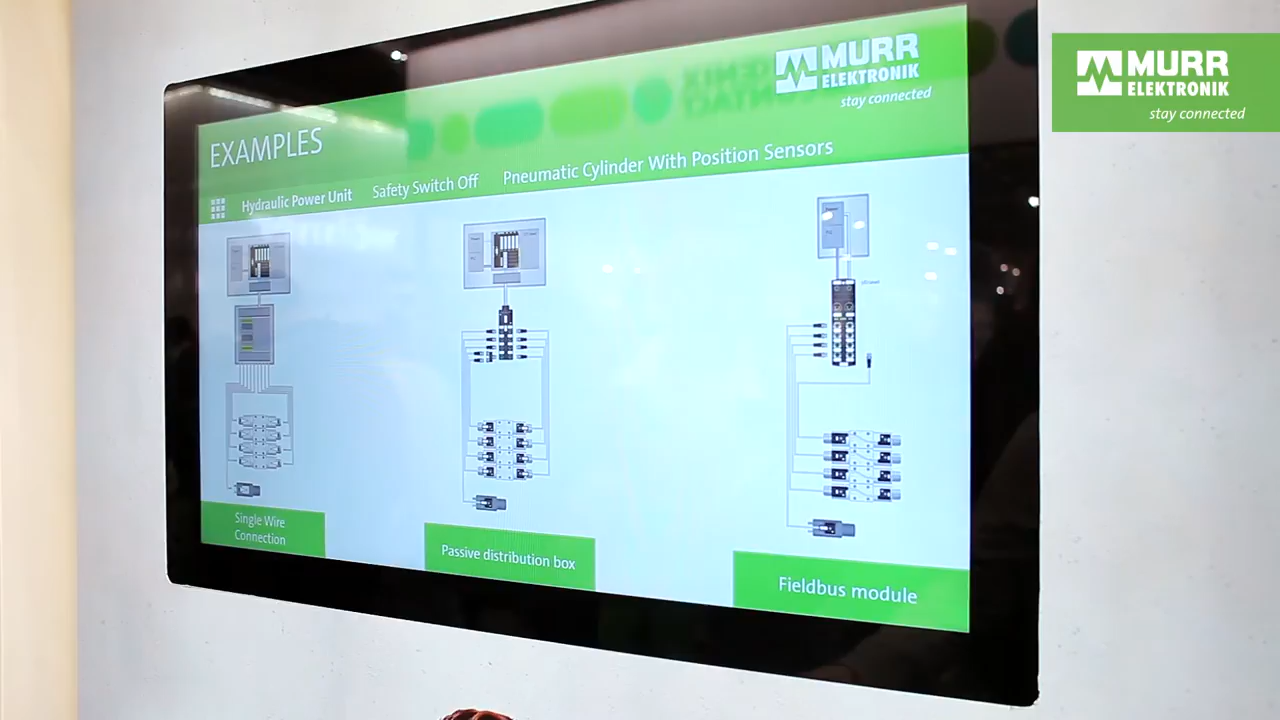 MURR
ELEKTRONIK
stay connected
MURR
ELEKTRONIK
stay connected
EXAMPLES
Hydraulic Power Unit
Safety Switch Off
Pneumatic Cylinder With Position Sensors
Single Wire
Connection
Passive distribution box
Fieldbus module